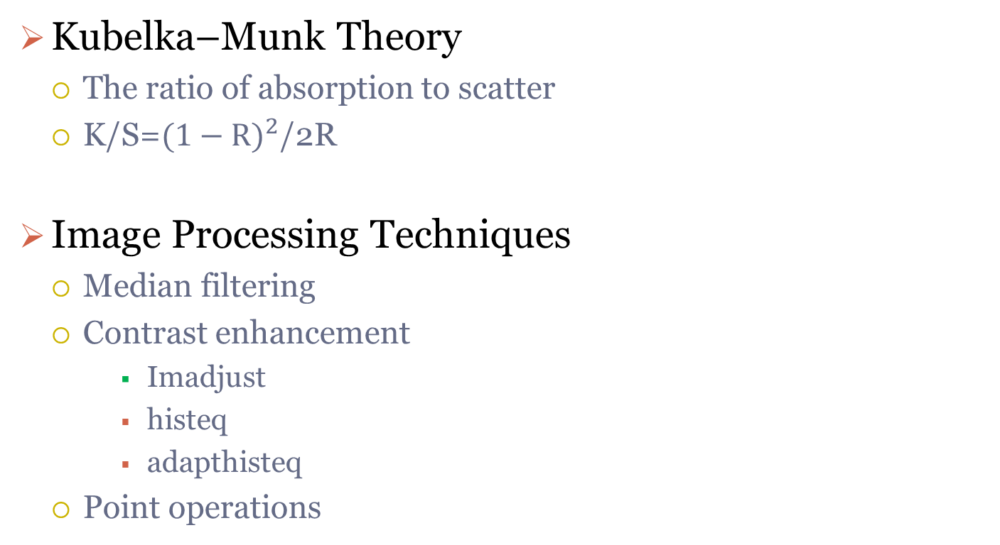 Kubelka–Munk Theory
The ratio of absorption to scatter
K/S=(1 − R)²/2R
Image Processing Techniques
Median filtering
Contrast enhancement
Imadjust
histeq
adapthisteq
Point operations